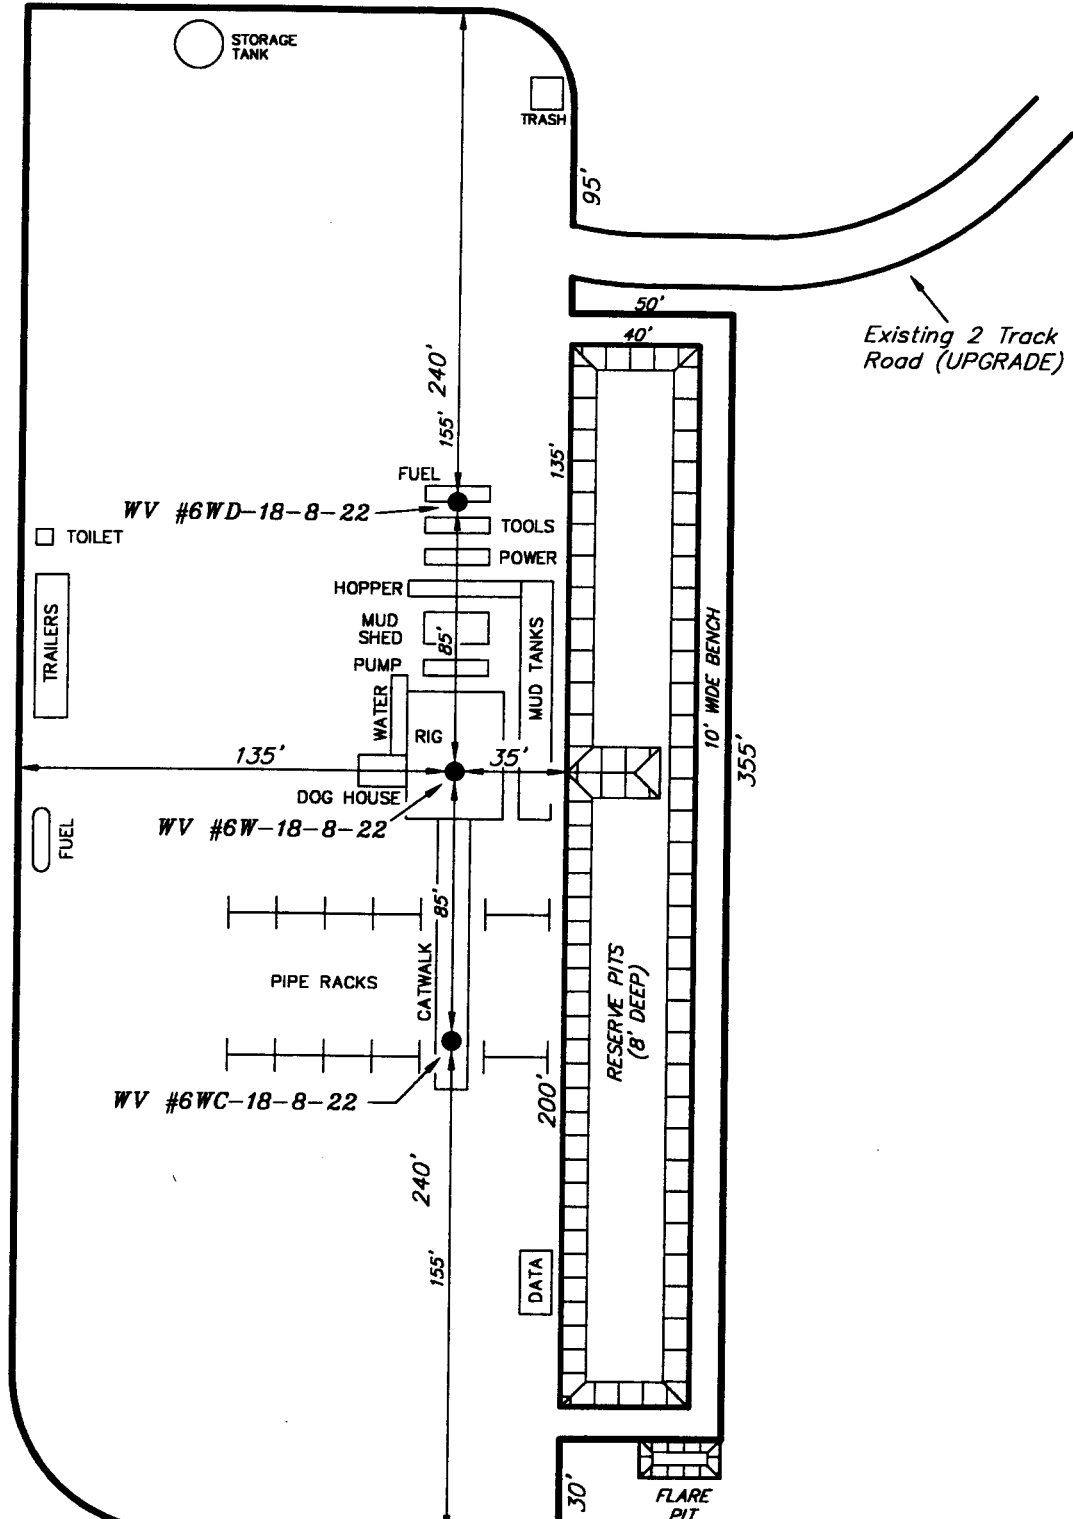 STORAGE
TANK
TRASH
95'
50'
40'
Existing 2 Track
Road (UPGRADE)
240'
155'
135'
FUEL
WV #6WD-18-8-22
TOILET
TOOLS
POWER
HOPPER
MUD
SHED
85'
PUMP
MUD TANKS
TRAILERS
WATER
RIG
10' WIDE BENCH
135'
35'
355'
DOG HOUSE
WV #6W-18-8-22
FUEL
85'
PIPE RACKS
CATWALK
RESERVE PITS
(8' DEEP)
WV #6WC-18-8-22
200'
240'
155'
DATA
30'
FLARE
PIT